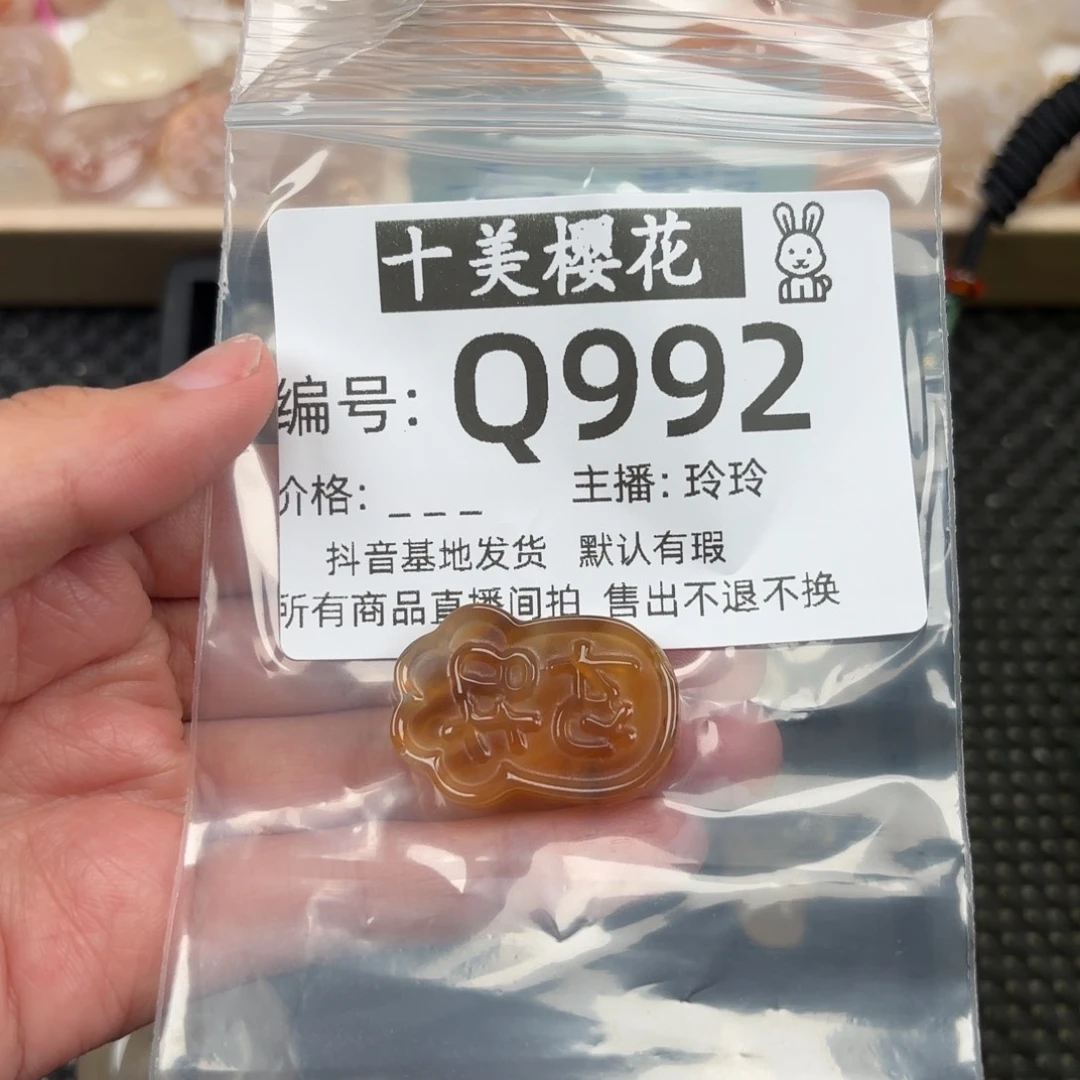 十美樱花
编号: Q992
价格: _ _ _ 主播: 玲玲
抖音基地发货 默认有瑕
所有商品直播间拍 售出不退不换